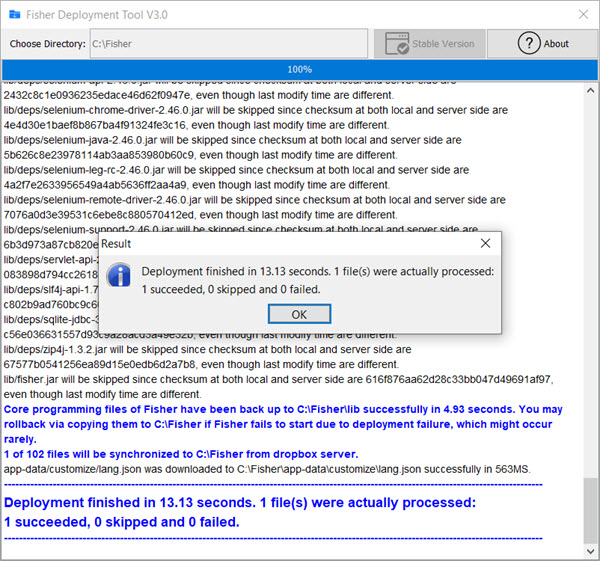 Fisher Deployment Tool V3.0
Choose Directory: C:\Fisher Stable Version About
100%
2432c8c1e0936235edace46d62f0947e, even though last modify time are different.
lib/deps/selenium-chrome-driver-2.46.0.jar will be skipped since checksum at both local and server side are
4e4d30e1baef8b867ba4f91324fe3c16, even though last modify time are different.
lib/deps/selenium-java-2.46.0.jar will be skipped since checksum at both local and server side are
5b626c8e23978114ab3aa853980b60c9, even though last modify time are different.
lib/deps/selenium-leg-rc-2.46.0.jar will be skipped since checksum at both local and server side are
4a2f7e2633956549a4ab5636ff2aa4a9, even though last modify time are different.
lib/deps/selenium-remote-driver-2.46.0.jar will be skipped since checksum at both local and server side are
7076a0d3e39531c6ebe8c880570412ed, even though last modify time are different.
lib/deps/selenium-support-2.46.0.jar will be skipped since checksum at both local and server side are
6b3d973a87cb820e
lib/deps/servlet-api-2
083898d794cc2618
lib/deps/slf4j-api-1.7
c802b9ad760bc9c6
lib/deps/sqlite-jdbc-3
Result
Deployment finished in 13.13 seconds. 1 file(s) were actually processed:
1 succeeded, 0 skipped and 0 failed.
OK
c56e036631557d93c9a28acd3a49e32b, even though last modify time are different.
lib/deps/zip4j-1.3.2.jar will be skipped since checksum at both local and server side are
67577b0541256ea89d15e0edb6d2a7b8, even though last modify time are different.
lib/fisher.jar will be skipped since checksum at both local and server side are 616f876aa62d28c33bb047d49691af97,
even though last modify time are different.
Core programming files of Fisher have been back up to C:\Fisher\lib successfully in 4.93 seconds. You may
rollback via copying them to C:\Fisher if Fisher fails to start due to deployment failure, which might occur
rarely.
1 of 102 files will be synchronized to C:\Fisher from dropbox server.
app-data/customize/lang.json was downloaded to C:\Fisher\app-data\customize\lang.json successfully in 563MS.
Deployment finished in 13.13 seconds. 1 file(s) were actually processed:
1 succeeded, 0 skipped and 0 failed.